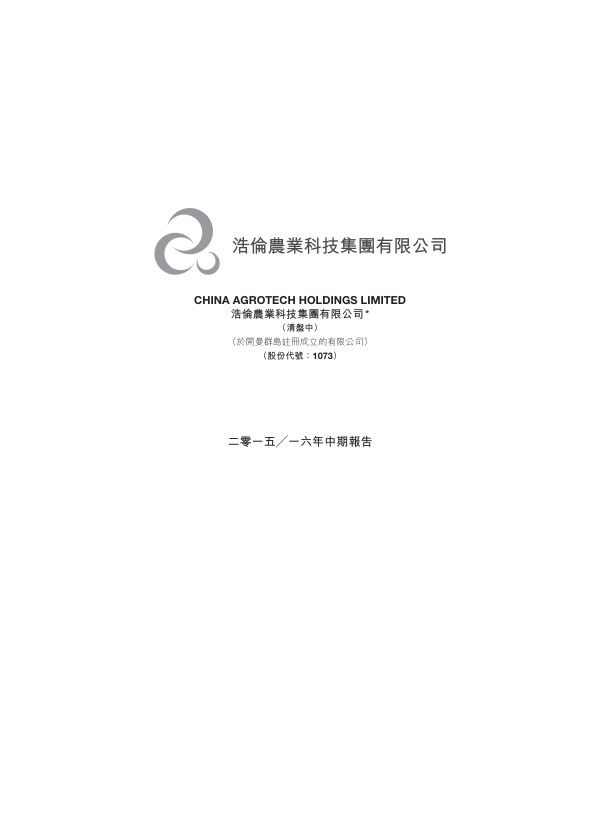 浩倫農業科技集團有限公司
CHINA AGROTECH HOLDINGS LIMITED
浩倫農業科技集團有限公司*
（清盤中）
（於開曼群島註冊成立的有限公司）
（股份代號：1073）
二零一五╱一六年中期報告